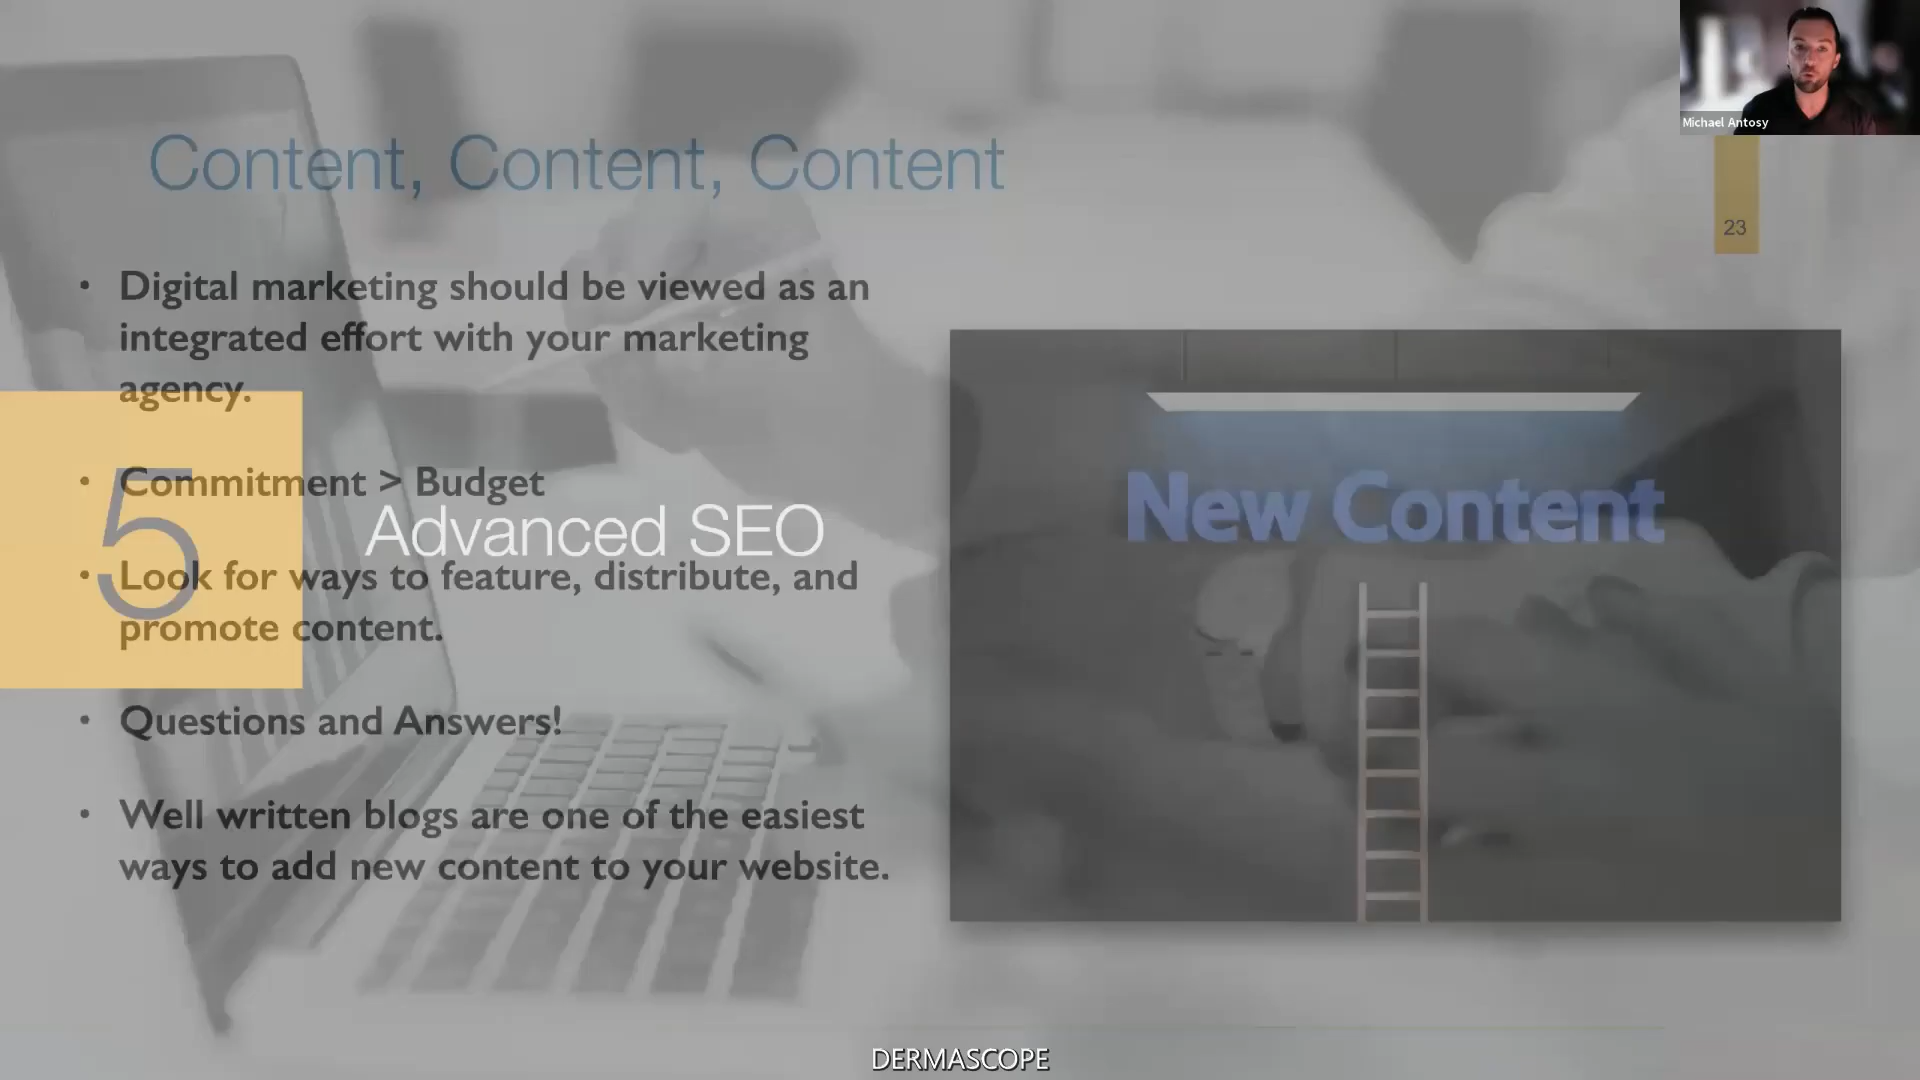 Michael Antosy
Content, Content, Content
23
• Digital marketing should be viewed as an
integrated effort with your marketing
agency.
• Commitment > Budget
• Look for ways to feature, distribute, and
promote content.
• Questions and Answers!
• Well written blogs are one of the easiest
ways to add new content to your website.
5
Advanced SEO
New Content
DERMASCOPE